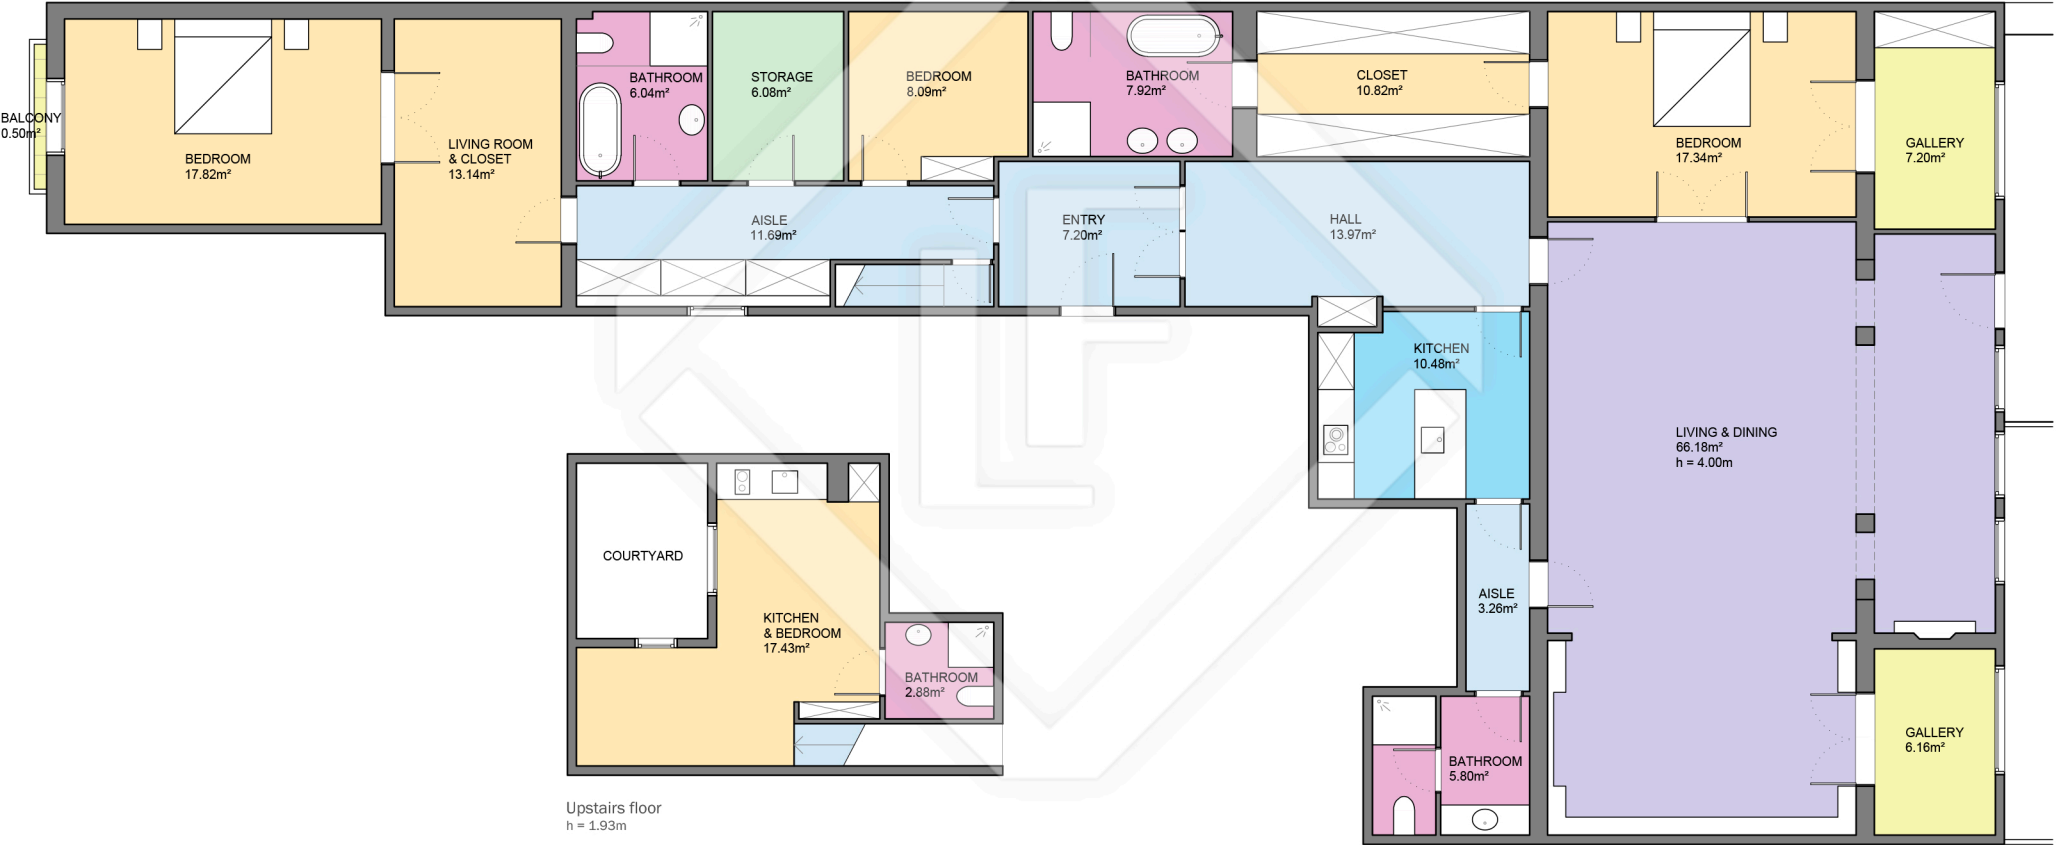 BALCONY
0.50m²
BEDROOM
17.82m²
LIVING ROOM
& CLOSET
13.14m²
BATHROOM
6.04m²
STORAGE
6.08m²
BEDROOM
8.09m²
BATHROOM
7.92m²
CLOSET
10.82m²
BEDROOM
17.34m²
GALLERY
7.20m²
AISLE
11.69m²
ENTRY
7.20m²
HALL
13.97m²
KITCHEN
10.48m²
LIVING & DINING
66.18m²
h = 4.00m
COURTYARD
KITCHEN
& BEDROOM
17.43m²
BATHROOM
2.88m²
AISLE
3.26m²
BATHROOM
5.80m²
GALLERY
6.16m²
Upstairs floor
h = 1.93m
LF